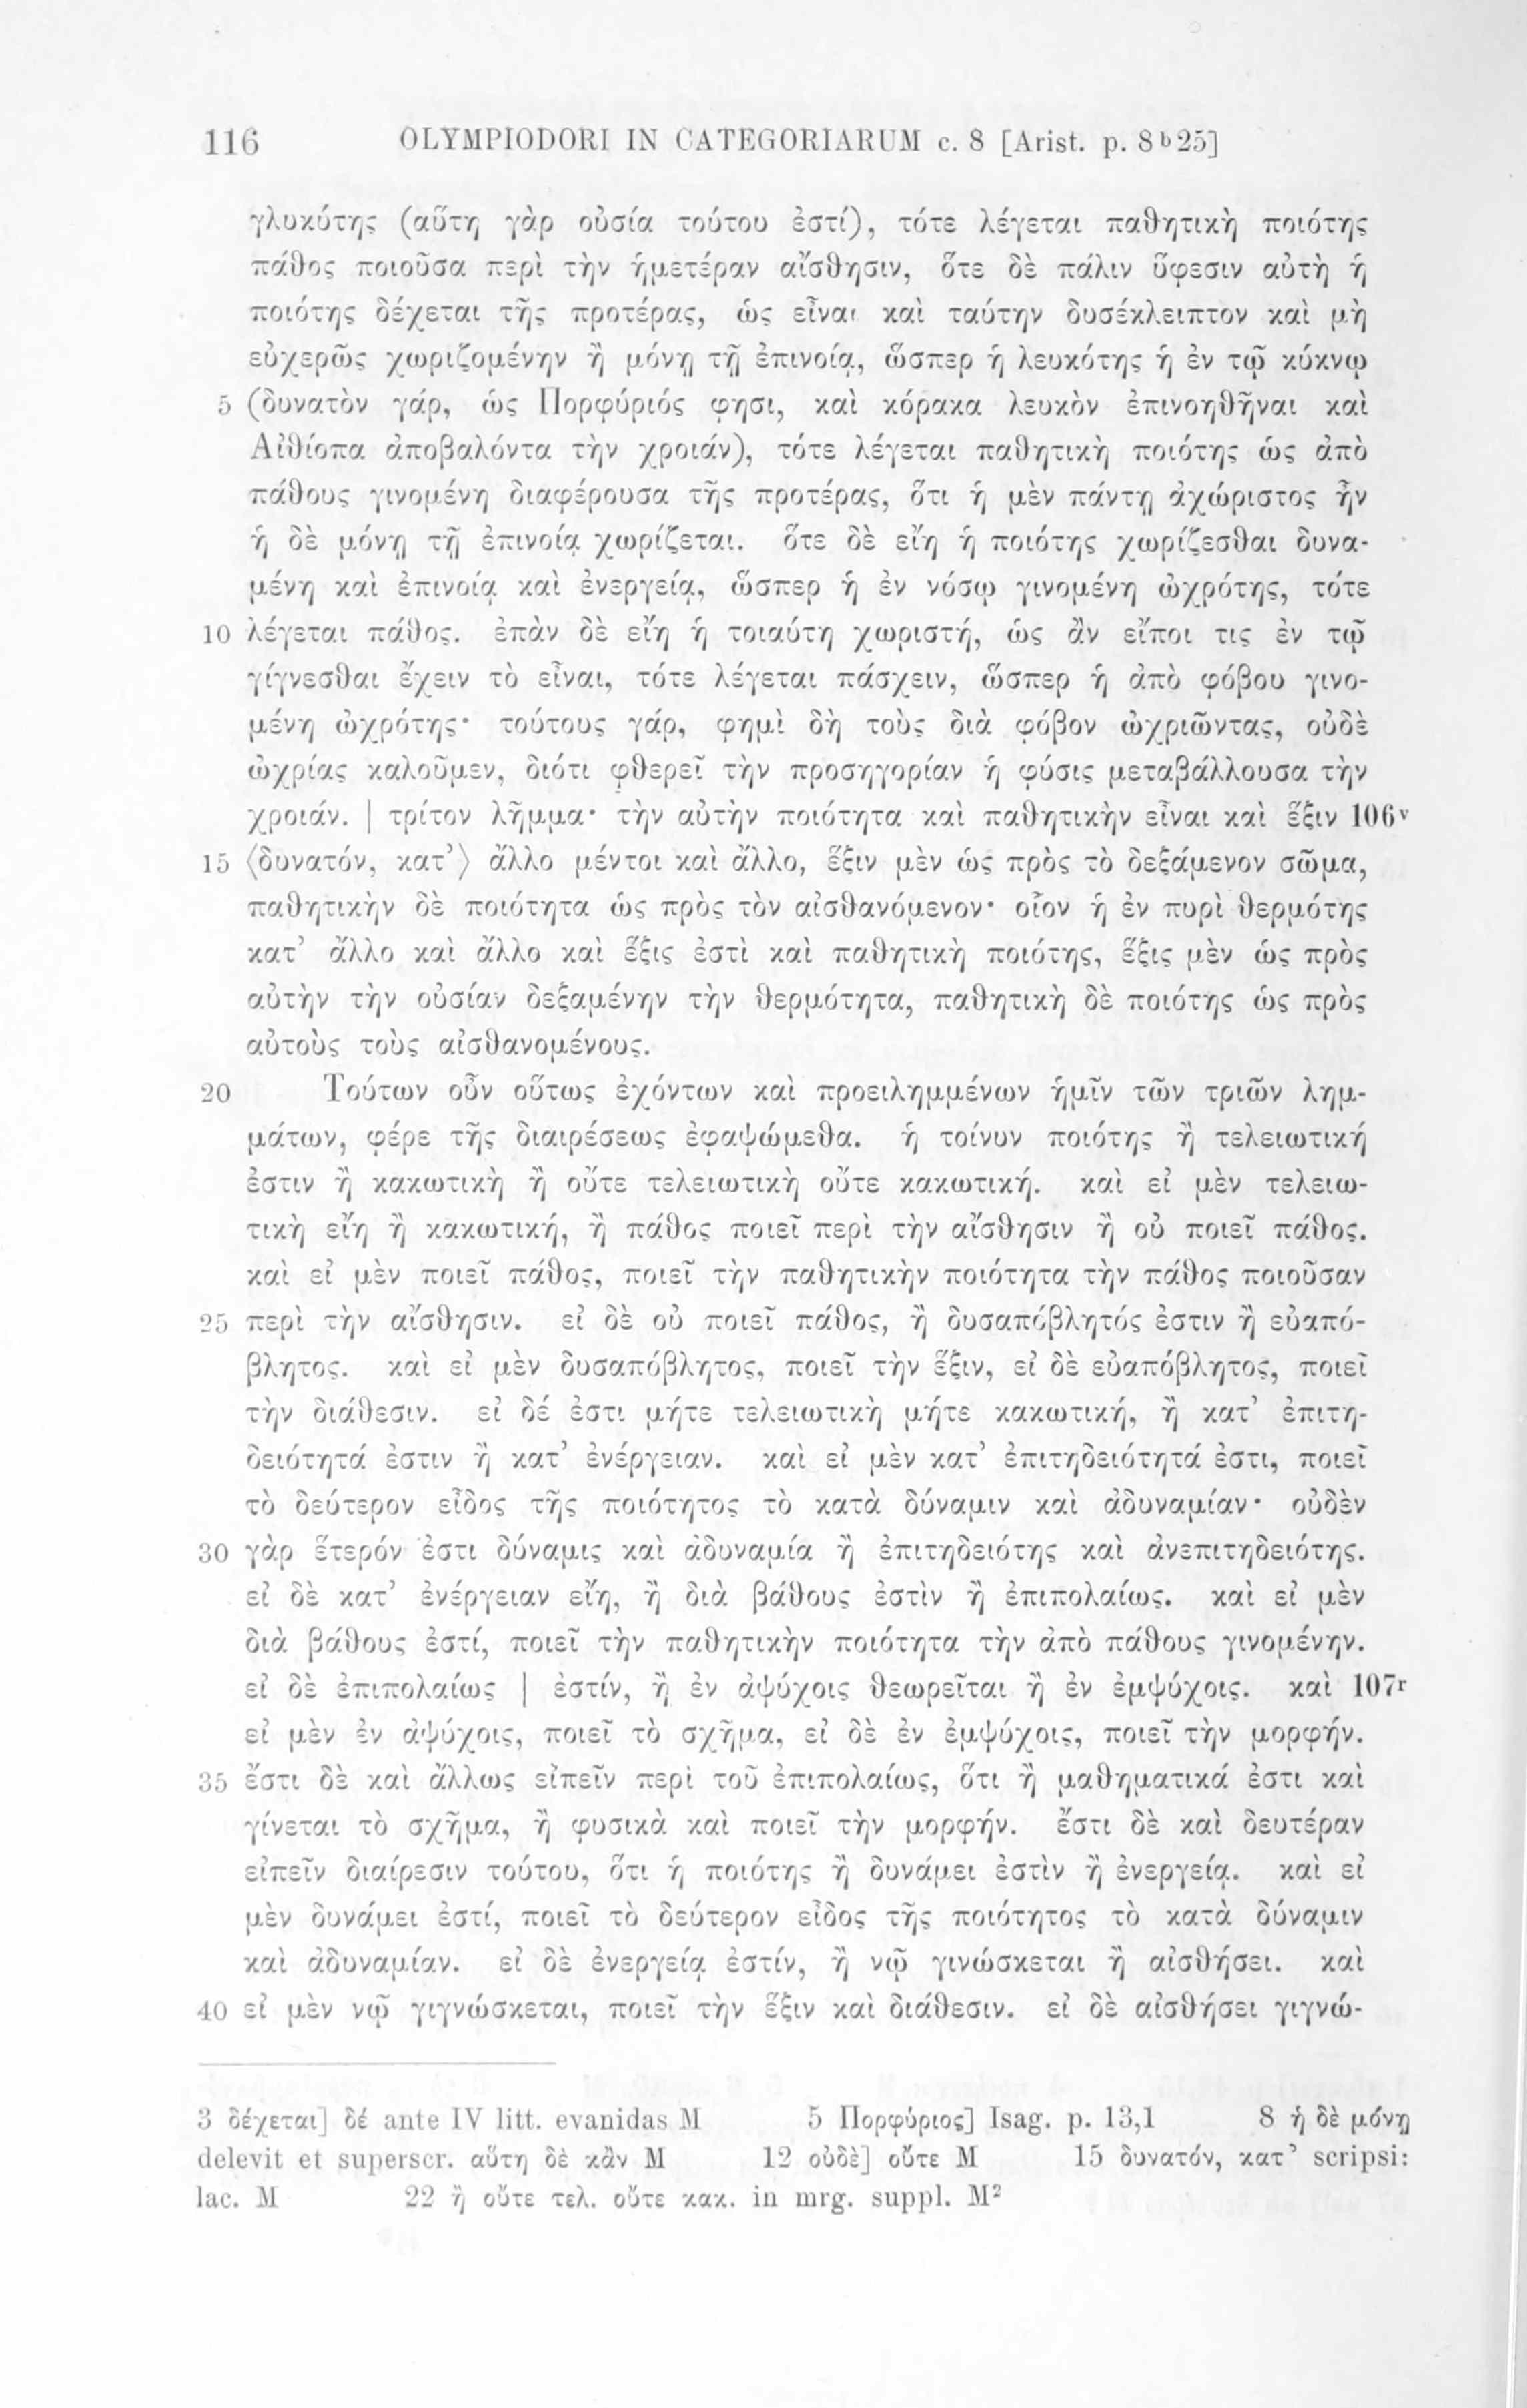 116 OLYMPIODORI IN CATEGORIARUM c. 8 [Arist. p. 8ᵇ25]
γλυκύτης (αὕτη γὰρ οὐσία τούτου ἐστί), τότε λέγεται παθητικὴ ποιότης
πάθος ποιοῦσα περὶ τὴν ἡμετέραν αἴσθησιν, ὅτε δὲ πάλιν ὕφεσιν αὐτὴ ἡ
ποιότης δέχεται τῆς προτέρας, ὡς εἶναι καὶ ταύτην δυσέκλειπτον καὶ μὴ
εὐχερῶς χωριζομένην ἢ μόνῃ τῇ ἐπινοίᾳ, ὥσπερ ἡ λευκότης ἡ ἐν τῷ κύκνῳ
5 (δυνατὸν γάρ, ὡς Πορφύριός φησι, καὶ κόρακα λευκὸν ἐπινοηθῆναι καὶ
Αἰθίοπα ἀποβαλόντα τὴν χροιάν), τότε λέγεται παθητικὴ ποιότης ὡς ἀπὸ
πάθους γινομένη διαφέρουσα τῆς προτέρας, ὅτι ἡ μὲν πάντῃ ἀχώριστος ἦν
ἡ δὲ μόνῃ τῇ ἐπινοίᾳ χωρίζεται. ὅτε δὲ εἴη ἡ ποιότης χωρίζεσθαι δυνα-
μένη καὶ ἐπινοίᾳ καὶ ἐνεργείᾳ, ὥσπερ ἡ ἐν νόσῳ γινομένη ὠχρότης, τότε
10 λέγεται πάθος. ἐπὰν δὲ εἴη ἡ τοιαύτη χωριστή, ὡς ἂν εἴποι τις ἐν τῷ
γίγνεσθαι ἔχειν τὸ εἶναι, τότε λέγεται πάσχειν, ὥσπερ ἡ ἀπὸ φόβου γινο-
μένη ὠχρότης· τούτους γάρ, φημὶ δὴ τοὺς διὰ φόβον ὠχριῶντας, οὐδὲ
ὠχρίας καλοῦμεν, διότι φθερεῖ τὴν προσηγορίαν ἡ φύσις μεταβάλλουσα τὴν
χροιάν. | τρίτον λῆμμα· τὴν αὐτὴν ποιότητα καὶ παθητικὴν εἶναι καὶ ἕξιν 106ᵛ
15 ⟨δυνατόν, κατ’⟩ ἄλλο μέντοι καὶ ἄλλο, ἕξιν μὲν ὡς πρὸς τὸ δεξάμενον σῶμα,
παθητικὴν δὲ ποιότητα ὡς πρὸς τὸν αἰσθανόμενον· οἷον ἡ ἐν πυρὶ θερμότης
κατ’ ἄλλο καὶ ἄλλο καὶ ἕξις ἐστὶ καὶ παθητικὴ ποιότης, ἕξις μὲν ὡς πρὸς
αὐτὴν τὴν οὐσίαν δεξαμένην τὴν θερμότητα, παθητικὴ δὲ ποιότης ὡς πρὸς
αὐτοὺς τοὺς αἰσθανομένους.
20 Τούτων οὖν οὕτως ἐχόντων καὶ προειλημμένων ἡμῖν τῶν τριῶν λημ-
μάτων, φέρε τῆς διαιρέσεως ἐφαψώμεθα. ἡ τοίνυν ποιότης ἢ τελειωτική
ἐστιν ἢ κακωτικὴ ἢ οὔτε τελειωτικὴ οὔτε κακωτική. καὶ εἰ μὲν τελειω-
τικὴ εἴη ἢ κακωτική, ἢ πάθος ποιεῖ περὶ τὴν αἴσθησιν ἢ οὐ ποιεῖ πάθος.
καὶ εἰ μὲν ποιεῖ πάθος, ποιεῖ τὴν παθητικὴν ποιότητα τὴν πάθος ποιοῦσαν
25 περὶ τὴν αἴσθησιν. εἰ δὲ οὐ ποιεῖ πάθος, ἢ δυσαπόβλητός ἐστιν ἢ εὐαπό-
βλητος. καὶ εἰ μὲν δυσαπόβλητος, ποιεῖ τὴν ἕξιν, εἰ δὲ εὐαπόβλητος, ποιεῖ
τὴν διάθεσιν. εἰ δέ ἐστι μήτε τελειωτικὴ μήτε κακωτική, ἢ κατ’ ἐπιτη-
δειότητά ἐστιν ἢ κατ’ ἐνέργειαν. καὶ εἰ μὲν κατ’ ἐπιτηδειότητά ἐστι, ποιεῖ
τὸ δεύτερον εἶδος τῆς ποιότητος τὸ κατὰ δύναμιν καὶ ἀδυναμίαν· οὐδὲν
30 γὰρ ἕτερόν ἐστι δύναμις καὶ ἀδυναμία ἢ ἐπιτηδειότης καὶ ἀνεπιτηδειότης.
εἰ δὲ κατ’ ἐνέργειαν εἴη, ἢ διὰ βάθους ἐστὶν ἢ ἐπιπολαίως. καὶ εἰ μὲν
διὰ βάθους ἐστί, ποιεῖ τὴν παθητικὴν ποιότητα τὴν ἀπὸ πάθους γινομένην.
εἰ δὲ ἐπιπολαίως | ἐστίν, ἢ ἐν ἀψύχοις θεωρεῖται ἢ ἐν ἐμψύχοις. καὶ 107ʳ
εἰ μὲν ἐν ἀψύχοις, ποιεῖ τὸ σχῆμα, εἰ δὲ ἐν ἐμψύχοις, ποιεῖ τὴν μορφήν.
35 ἔστι δὲ καὶ ἄλλως εἰπεῖν περὶ τοῦ ἐπιπολαίως, ὅτι ἢ μαθηματικά ἐστι καὶ
γίνεται τὸ σχῆμα, ἢ φυσικὰ καὶ ποιεῖ τὴν μορφήν. ἔστι δὲ καὶ δευτέραν
εἰπεῖν διαίρεσιν τούτου, ὅτι ἡ ποιότης ἢ δυνάμει ἐστὶν ἢ ἐνεργείᾳ. καὶ εἰ
μὲν δυνάμει ἐστί, ποιεῖ τὸ δεύτερον εἶδος τῆς ποιότητος τὸ κατὰ δύναμιν
καὶ ἀδυναμίαν. εἰ δὲ ἐνεργείᾳ ἐστίν, ἢ νῷ γινώσκεται ἢ αἰσθήσει. καὶ
40 εἰ μὲν νῷ γιγνώσκεται, ποιεῖ τὴν ἕξιν καὶ διάθεσιν. εἰ δὲ αἰσθήσει γιγνώ-
3 δέχεται] δέ ante IV litt. evanidas M 5 Πορφύριος] Isag. p. 13,1 8 ἡ δὲ μόνῃ
delevit et superscr. αὕτη δὲ κἂν M 12 οὐδὲ] οὔτε M 15 δυνατόν, κατ’ scripsi:
lac. M 22 ἢ οὔτε τελ. οὔτε κακ. in mrg. suppl. M²